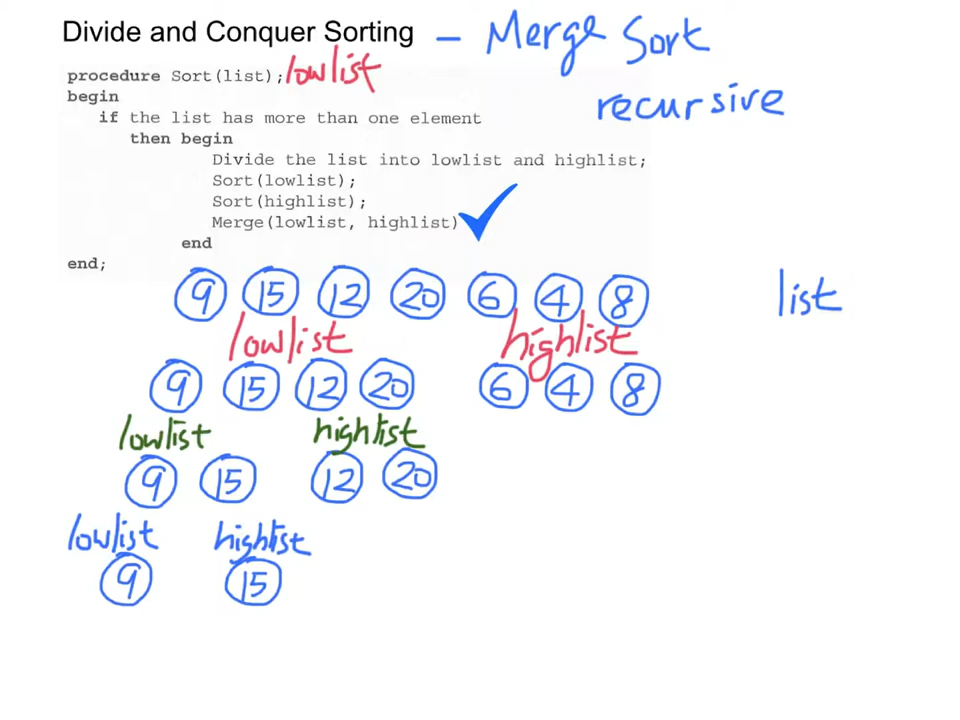 Divide and Conquer Sorting – Merge Sort
procedure Sort(list); lowlist
begin
recursive
if the list has more than one element
then begin
Divide the list into lowlist and highlist;
Sort(lowlist);
Sort(highlist);
Merge(lowlist, highlist)
end
end;
9 15 12 20 6 4 8 list
lowlist highlist
9 15 12 20 6 4 8
lowlist highlist
9 15 12 20
lowlist highlist
9 15